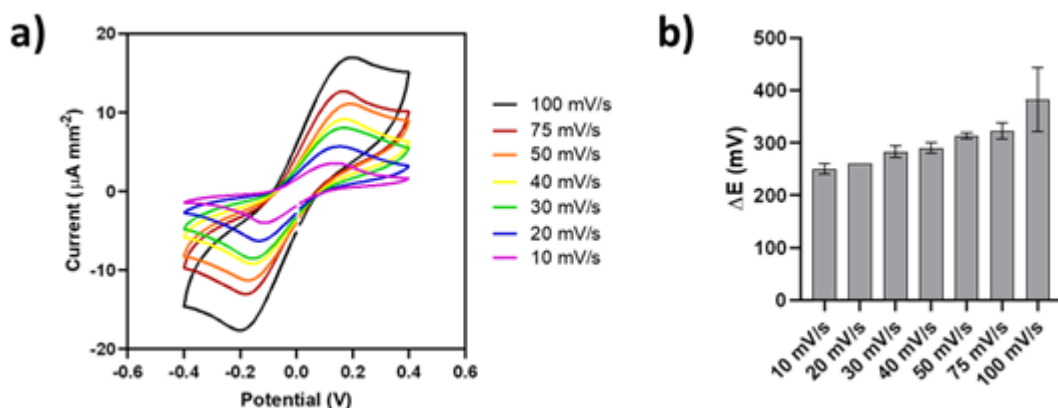 a)
20
10
0
-10
-20
Current ( µA mm⁻²)
-0.6 -0.4 -0.2 0.0 0.2 0.4 0.6
Potential (V)
100 mV/s
75 mV/s
50 mV/s
40 mV/s
30 mV/s
20 mV/s
10 mV/s
b)
500
400
300
200
100
0
ΔE (mV)
10 mV/s
20 mV/s
30 mV/s
40 mV/s
50 mV/s
75 mV/s
100 mV/s